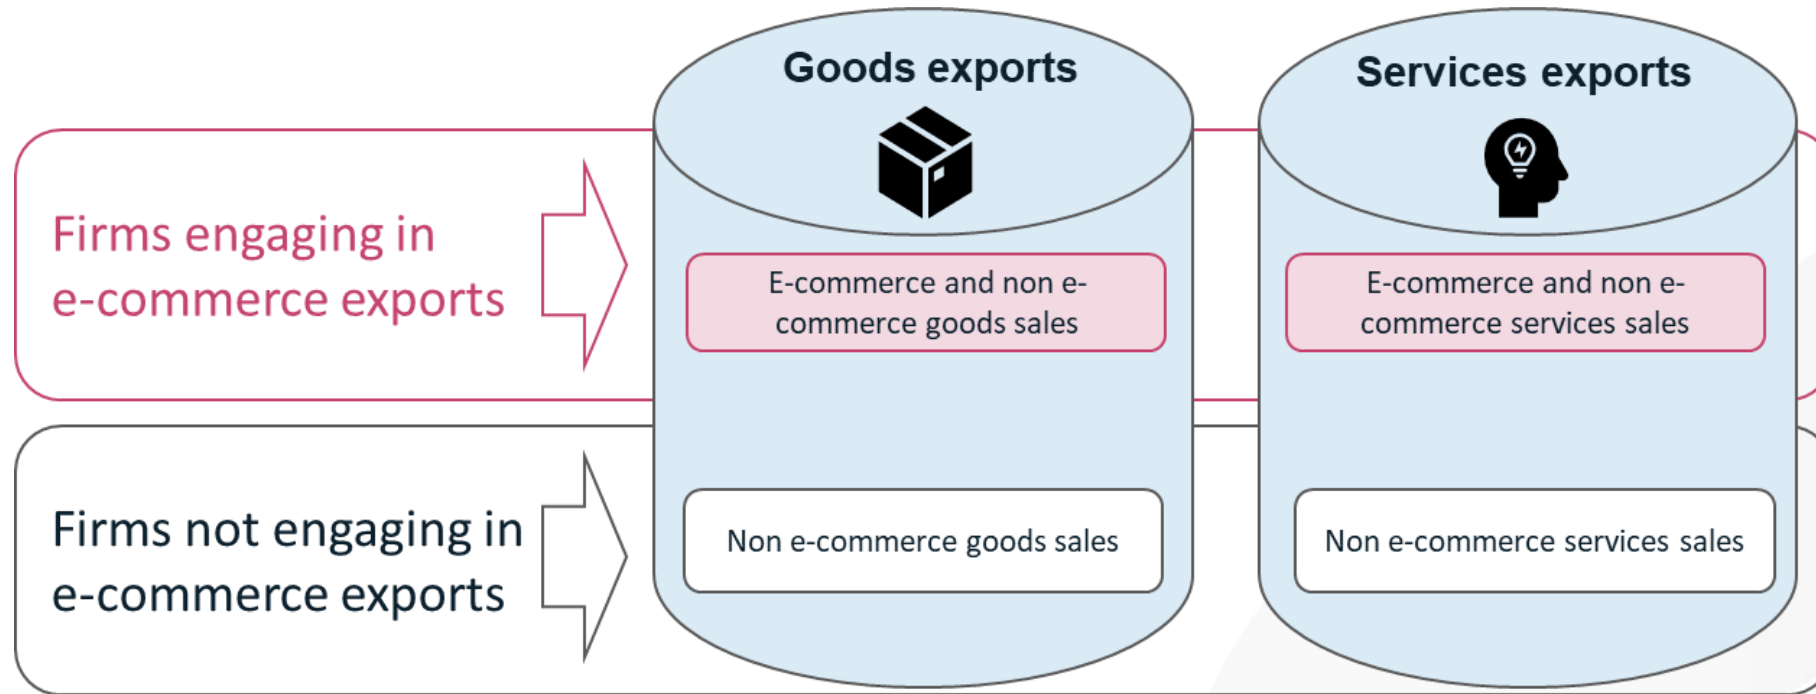 Goods exports
Services exports
Firms engaging in
e-commerce exports
E-commerce and non e-
commerce goods sales
E-commerce and non e-
commerce services sales
Firms not engaging in
e-commerce exports
Non e-commerce goods sales
Non e-commerce services sales